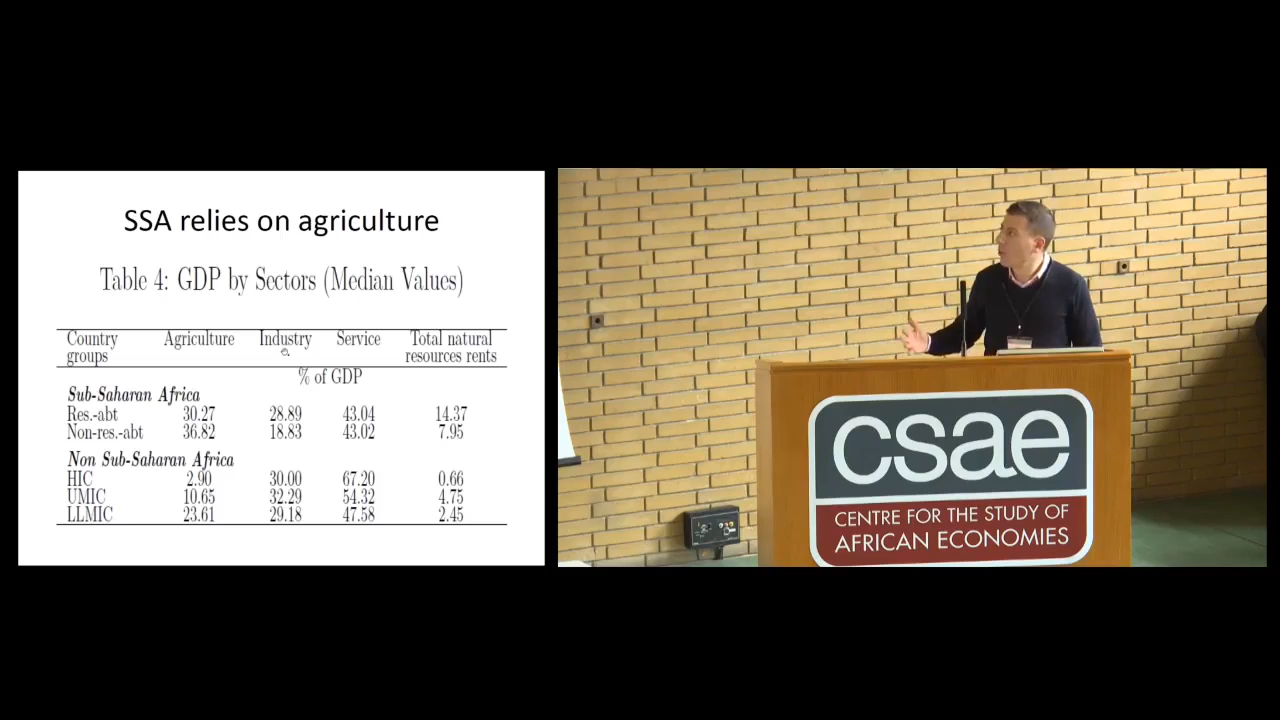 SSA relies on agriculture
Table 4: GDP by Sectors (Median Values)
Country groups Agriculture Industry Service Total natural resources rents
% of GDP
Sub-Saharan Africa
Res.-abt 30.27 28.89 43.04 14.37
Non-res.-abt 36.82 18.83 43.02 7.95
Non Sub-Saharan Africa
HIC 2.90 30.00 67.20 0.66
UMIC 10.65 32.29 54.32 4.75
LLMIC 23.61 29.18 47.58 2.45
csae
CENTRE FOR THE STUDY OF
AFRICAN ECONOMIES